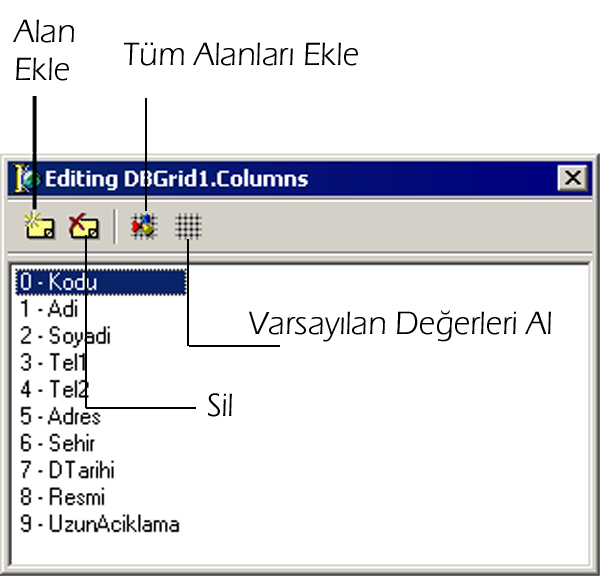 Alan
Ekle
Tüm Alanları Ekle
Editing DBGrid1.Columns
0 - Kodu
1 - Adi
2 - Soyadi
Varsayılan Değerleri Al
3 - Tel1
4 - Tel2
Sil
5 - Adres
6 - Sehir
7 - DTarihi
8 - Resmi
9 - UzunAciklama